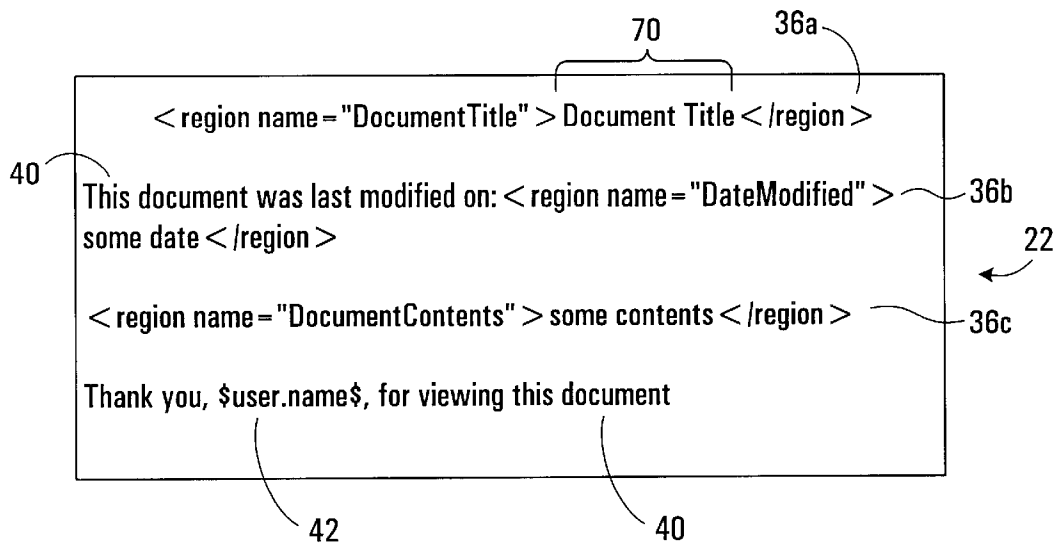 70
36a
<region name="DocumentTitle">Document Title</region>
40
This document was last modified on: <region name="DateModified">
36b
some date</region>
22
<region name="DocumentContents">some contents</region>
36c
Thank you, $user.name$, for viewing this document
42
40